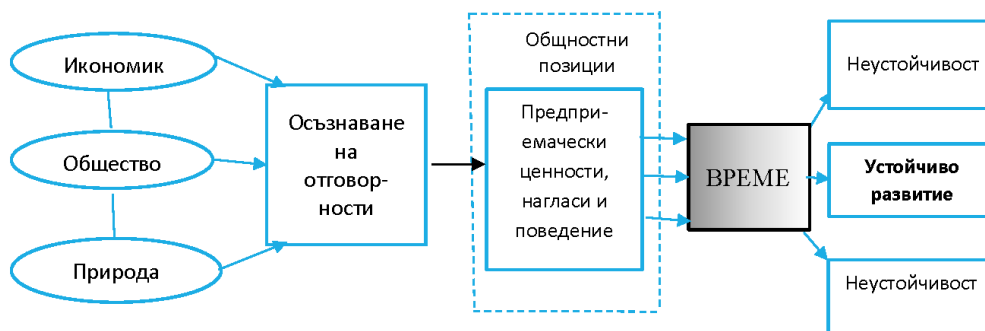 Икономик
Общество
Природа
Осъзнаване
на
отговор-
ности
Общностни
позиции
Предпри-
емачески
ценности,
нагласи и
поведение
ВРЕМЕ
Неустойчивост
Устойчиво
развитие
Неустойчивост